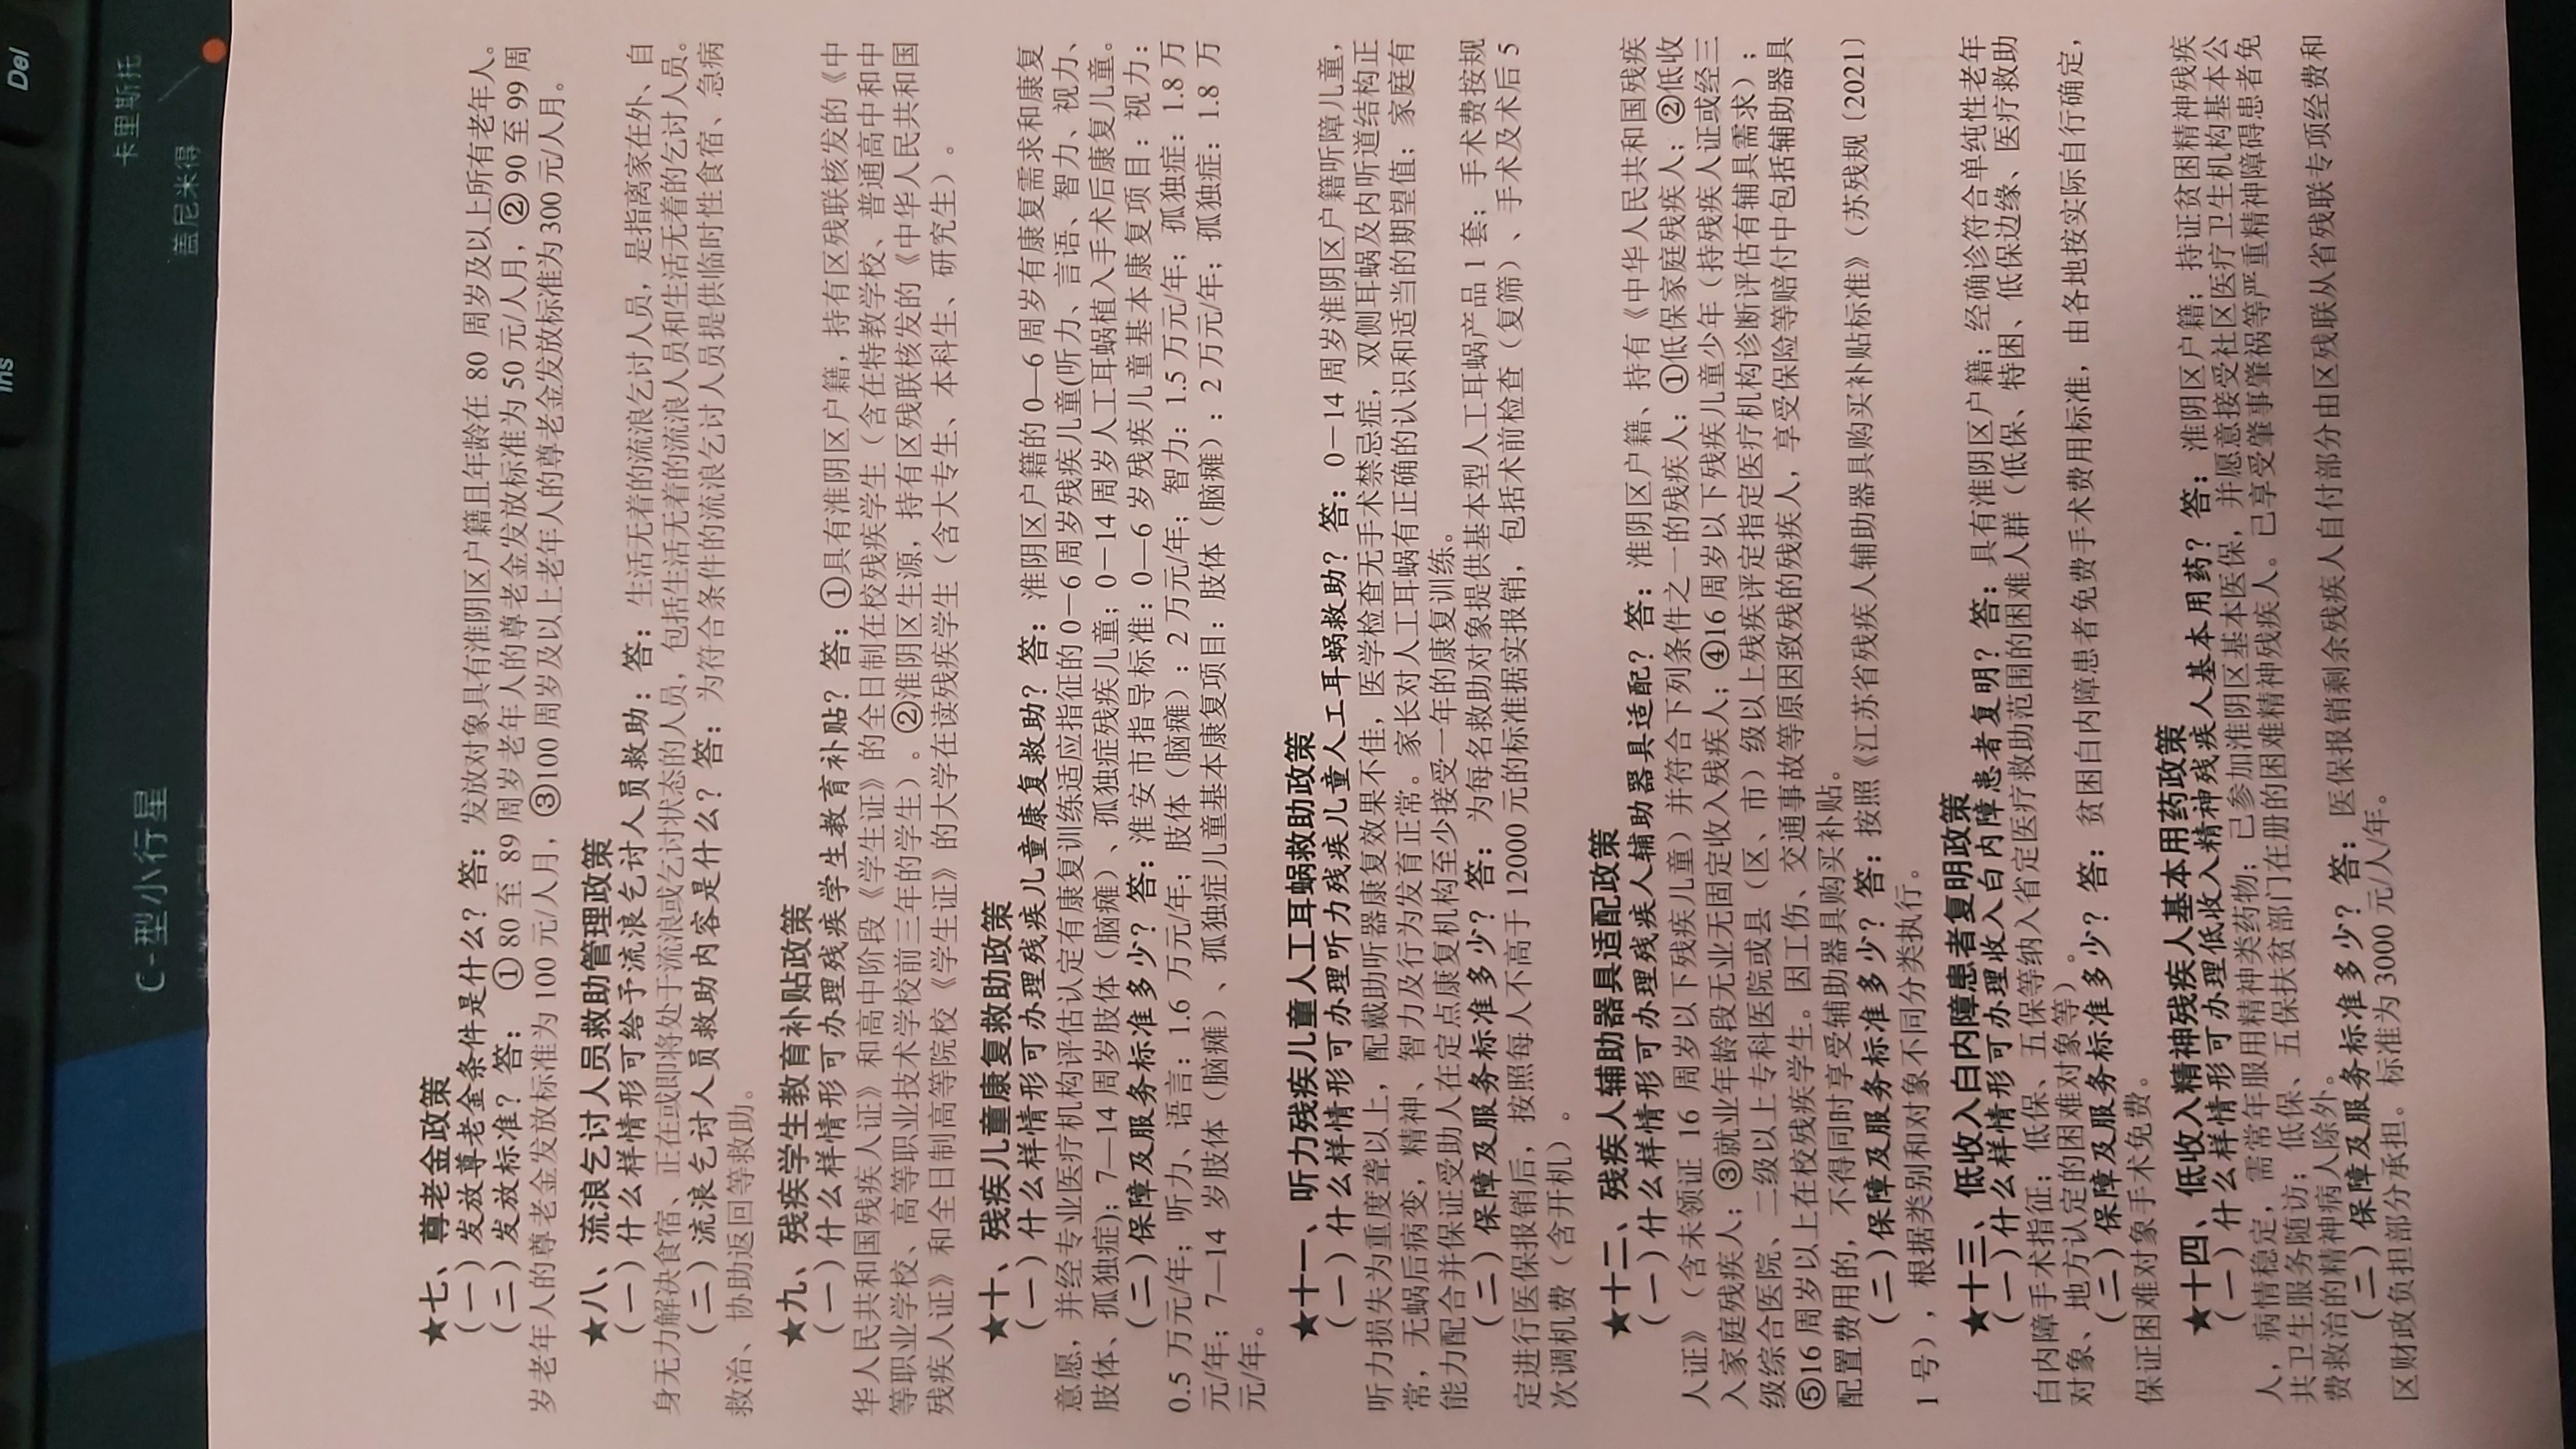 Ins
Del
C-型小行星
卡里斯托
盖尼米得
★七、尊老金政策
（一）发放尊老金条件是什么？答：发放对象具有淮阴区户籍且年龄在 80 周岁及以上所有老年人。
（二）发放标准？答： ①80 至 89 周岁老年人的尊老金发放标准为 50 元/人月，②90 至 99 周
岁老年人的尊老金发放标准为 100 元/人月，③100 周岁及以上老年人的尊老金发放标准为 300 元/人月。
★八、流浪乞讨人员救助管理政策
（一）什么样情形可给予流浪乞讨人员救助：答：生活无着的流浪乞讨人员，是指离家在外、自
身无力解决食宿、正在或即将处于流浪或乞讨状态的人员，包括生活无着的流浪人员和生活无着的乞讨人员。
（二）流浪乞讨人员救助内容是什么？答：为符合条件的流浪乞讨人员提供临时性食宿、急病
救治、协助返回等救助。
★九、残疾学生教育补贴政策
（一）什么样情形可办理残疾学生教育补贴？答：①具有淮阴区户籍，持有区残联核发的《中
华人民共和国残疾人证》和高中阶段《学生证》的全日制在校残疾学生（含在特教学校、普通高中和中
等职业学校、高等职业技术学校前三年的学生）。②淮阴区生源，持有区残联核发的《中华人民共和国
残疾人证》和全日制高等院校《学生证》的大学在读残疾学生（含大专生、本科生、研究生）。
★十、残疾儿童康复救助政策
（一）什么样情形可办理残疾儿童康复救助？答：淮阴区户籍的 0—6 周岁有康复需求和康复
意愿，并经专业医疗机构评估认定有康复训练适应指征的 0－6 周岁残疾儿童(听力、言语、智力、视力、
肢体、孤独症)；7—14 周岁肢体（脑瘫）、孤独症残疾儿童；0－14 周岁人工耳蜗植入手术后康复儿童。
（二）保障及服务标准多少？答：淮安市指导标准：0—6 岁残疾儿童基本康复项目：视力：
0.5 万元/年；听力、语言：1.6 万元/年；肢体（脑瘫）：2 万元/年；智力：1.5 万元/年；孤独症：1.8 万
元/年；7—14 岁肢体（脑瘫）、孤独症儿童基本康复项目：肢体（脑瘫）：2 万元/年；孤独症：1.8 万
元/年。
★十一、听力残疾儿童人工耳蜗救助政策
（一）什么样情形可办理听力残疾儿童人工耳蜗救助？答：0－14 周岁淮阴区户籍听障儿童，
听力损失为重度聋以上，配戴助听器康复效果不佳，医学检查无手术禁忌症，双侧耳蜗及内听道结构正
常，无蜗后病变，精神、智力及行为发育正常。家长对人工耳蜗有正确的认识和适当的期望值；家庭有
能力配合并保证受助人在定点康复机构至少接受一年的康复训练。
（二）保障及服务标准多少？答：为每名救助对象提供基本型人工耳蜗产品 1 套；手术费按规
定进行医保报销后，按照每人不高于 12000 元的标准据实报销，包括术前检查（复筛）、手术及术后 5
次调机费（含开机）。
★十二、残疾人辅助器具适配政策
（一）什么样情形可办理残疾人辅助器具适配？答：淮阴区户籍、持有《中华人民共和国残疾
人证》（含未领证 16 周岁以下残疾儿童）并符合下列条件之一的残疾人：①低保家庭残疾人；②低收
入家庭残疾人；③就业年龄段无业无固定收入残疾人；④16 周岁以下残疾儿童少年（持残疾人证或经三
级综合医院、二级以上专科医院或县（区、市）级以上残疾评定指定医疗机构诊断评估有辅具需求）；
⑤16 周岁以上在校残疾学生。因工伤、交通事故等原因致残的残疾人，享受保险等赔付中包括辅助器具
配置费用的，不得同时享受辅助器具购买补贴。
（二）保障及服务标准多少？答：按照《江苏省残疾人辅助器具购买补贴标准》（苏残规〔2021〕
1 号），根据类别和对象不同分类执行。
★十三、低收入白内障患者复明政策
（一）什么样情形可办理收入白内障患者复明？答：具有淮阴区户籍；经确诊符合单纯性老年
白内障手术指征；低保、五保等纳入省定医疗救助范围的困难人群（低保、特困、低保边缘、医疗救助
对象、地方认定的困难对象等）。
（二）保障及服务标准多少？答：贫困白内障患者免费手术费用标准，由各地按实际自行确定，
保证困难对象手术免费。
★十四、低收入精神残疾人基本用药政策
（一）什么样情形可办理低收入精神残疾人基本用药？答：淮阴区户籍；持证贫困精神残疾
人，病情稳定，需常年服用精神类药物；已参加淮阴区基本医保，并愿意接受社区医疗卫生机构基本公
共卫生服务随访；低保、五保扶贫部门在册的困难精神残疾人。已享受肇事肇祸等严重精神障碍患者免
费救治的精神病人除外。
（二）保障及服务标准多少？答：医保报销剩余残疾人自付部分由区残联从省残联专项经费和
区财政负担部分承担。标准为 3000 元/人/年。